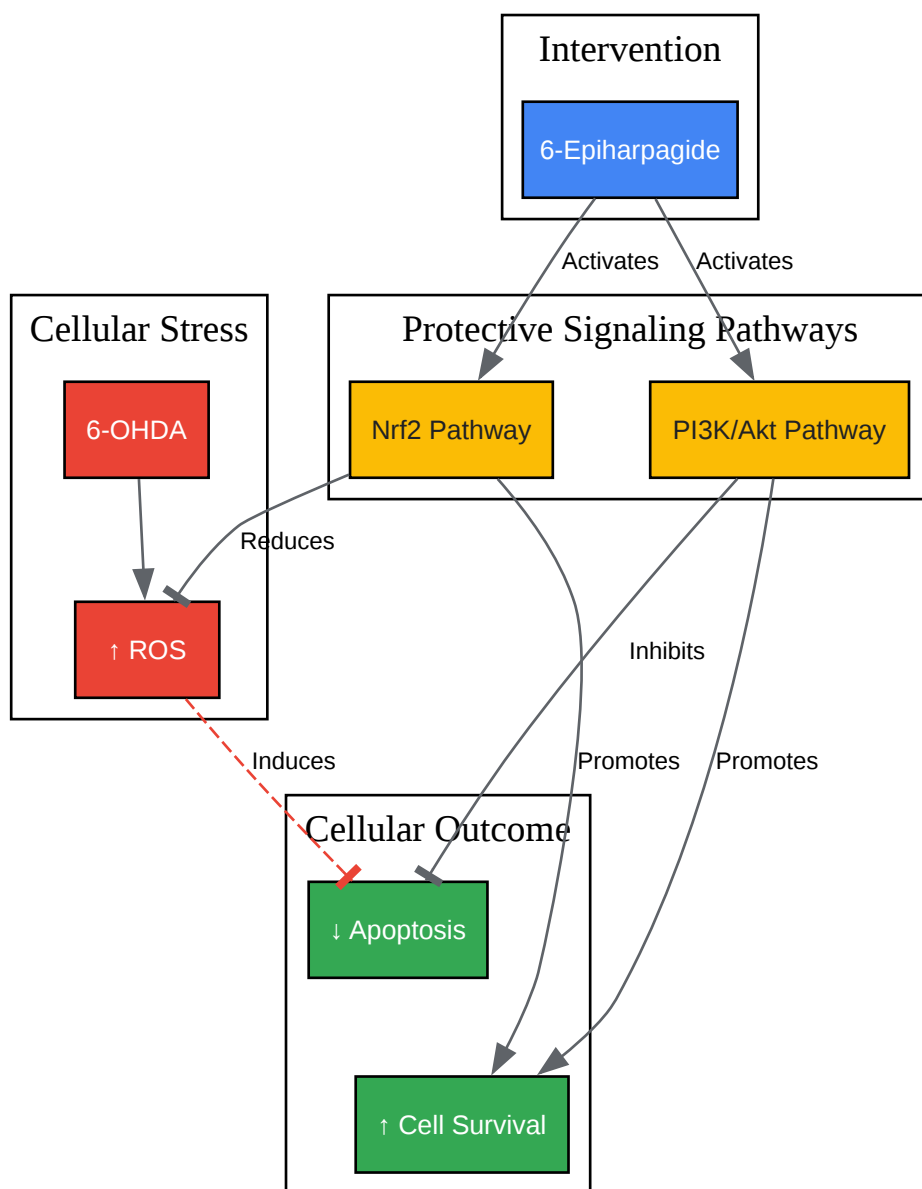 Intervention
6-Epiharpagide
Activates
Activates
Cellular Stress
Protective Signaling Pathways
6-OHDA
Nrf2 Pathway
PI3K/Akt Pathway
Reduces
↑ ROS
Inhibits
Induces
Promotes
Promotes
Cellular Outcome
↓ Apoptosis
↑ Cell Survival